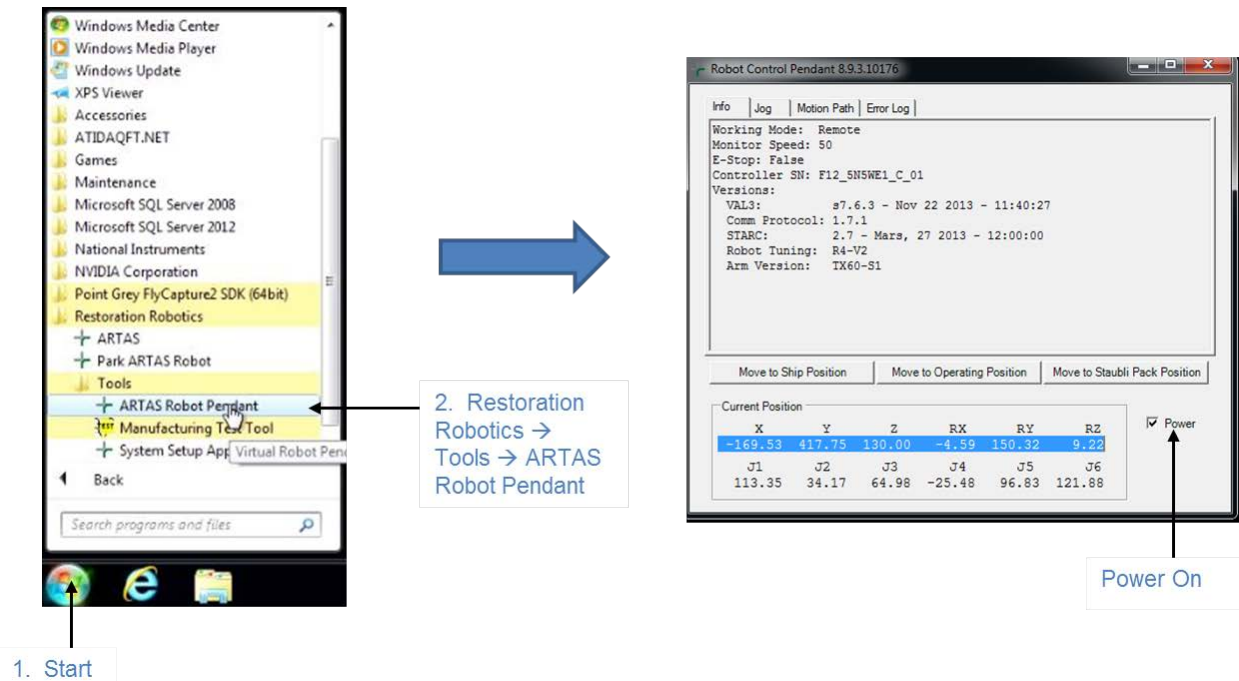 Windows Media Center
Windows Media Player
Windows Update
XPS Viewer
Accessories
ATIDAQFT.NET
Games
Maintenance
Microsoft SQL Server 2008
Microsoft SQL Server 2012
National Instruments
NVIDIA Corporation
Point Grey FlyCapture2 SDK (64bit)
Restoration Robotics
ARTAS
Park ARTAS Robot
Tools
ARTAS Robot Pendant
Manufacturing Test Tool
System Setup App
Virtual Robot Pen
Back
Search programs and files
1. Start
2. Restoration
Robotics →
Tools → ARTAS
Robot Pendant
Robot Control Pendant 8.9.3.10176
Info Jog Motion Path Error Log
Working Mode: Remote
Monitor Speed: 50
E-Stop: False
Controller SN: F12_5N5WE1_C_01
Versions:
VAL3: s7.6.3 - Nov 22 2013 - 11:40:27
Comm Protocol: 1.7.1
STARC: 2.7 - Mars, 27 2013 - 12:00:00
Robot Tuning: R4-V2
Arm Version: TX60-S1
Move to Ship Position Move to Operating Position Move to Staubli Pack Position
Current Position
X Y Z RX RY RZ
-169.53 417.75 130.00 -4.59 150.32 9.22
J1 J2 J3 J4 J5 J6
113.35 34.17 64.98 -25.48 96.83 121.88
Power
Power On